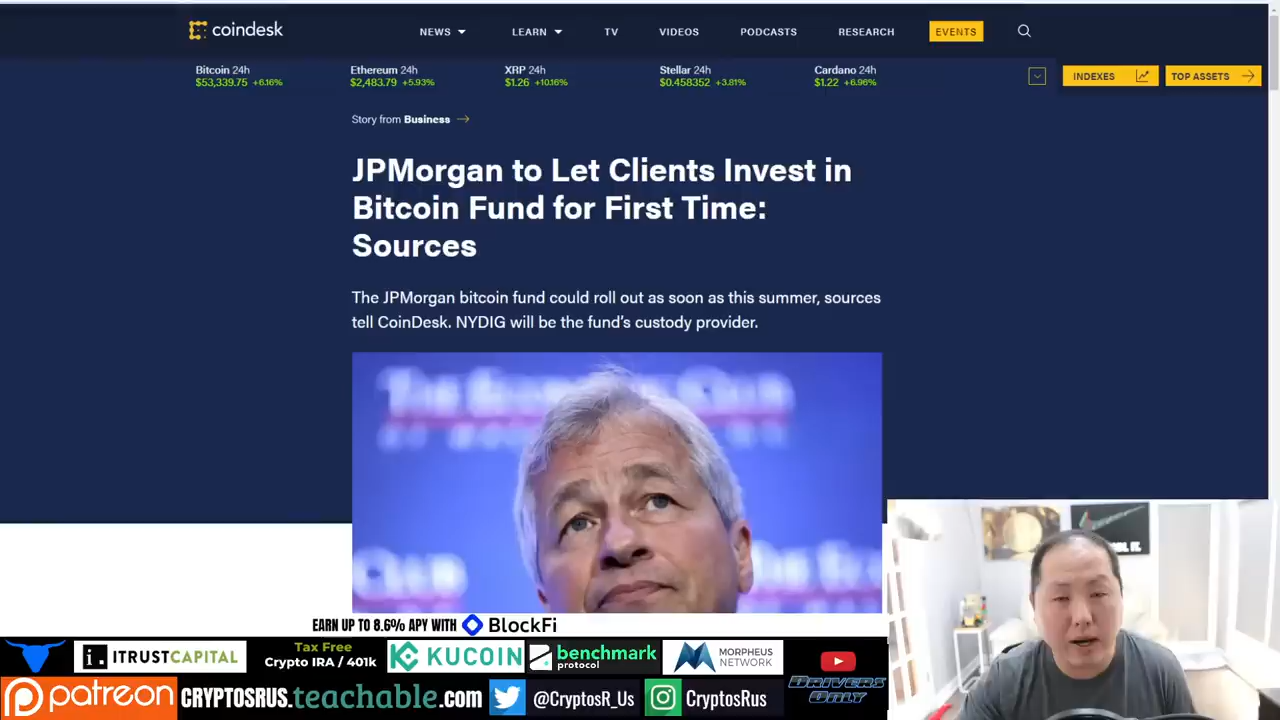 coindesk
NEWS LEARN TV VIDEOS PODCASTS RESEARCH EVENTS
Bitcoin 24h
$53,339.75 +6.16%
Ethereum 24h
$2,483.79 +5.93%
XRP 24h
$1.26 +10.16%
Stellar 24h
$0.458352 +3.81%
Cardano 24h
$1.22 +6.96%
INDEXES
TOP ASSETS
Story from Business
JPMorgan to Let Clients Invest in
Bitcoin Fund for First Time:
Sources
The JPMorgan bitcoin fund could roll out as soon as this summer, sources
tell CoinDesk. NYDIG will be the fund's custody provider.
EARN UP TO 8.6% APY WITH BlockFi
i. ITRUSTCAPITAL
Tax Free
Crypto IRA / 401k
KUCOIN
benchmark
protocol
MORPHEUS
NETWORK
DRIVERS
ONLY
patreon
CRYPTOSRUS.teachable.com
@CryptosR_Us
CryptosRus